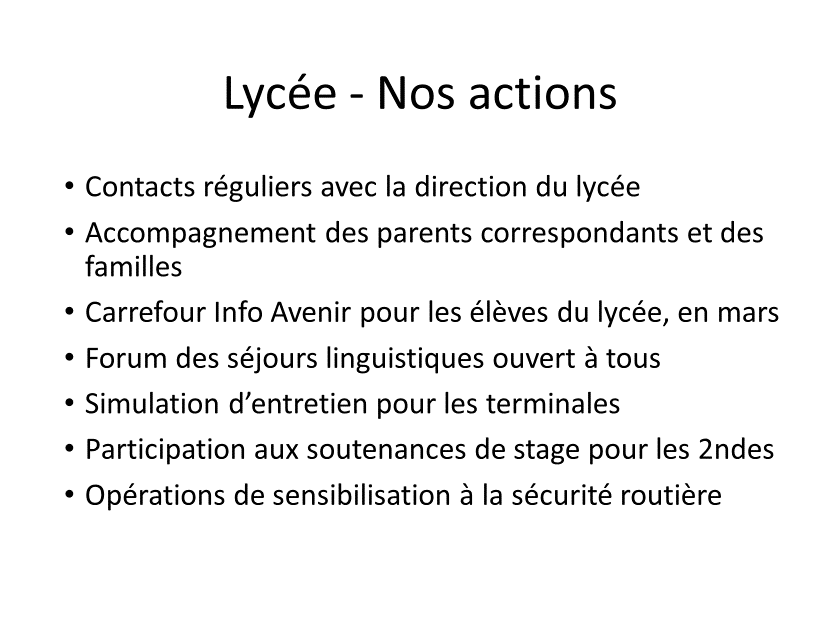 Lycée - Nos actions
• Contacts réguliers avec la direction du lycée
• Accompagnement des parents correspondants et des
familles
• Carrefour Info Avenir pour les élèves du lycée, en mars
• Forum des séjours linguistiques ouvert à tous
• Simulation d’entretien pour les terminales
• Participation aux soutenances de stage pour les 2ndes
• Opérations de sensibilisation à la sécurité routière